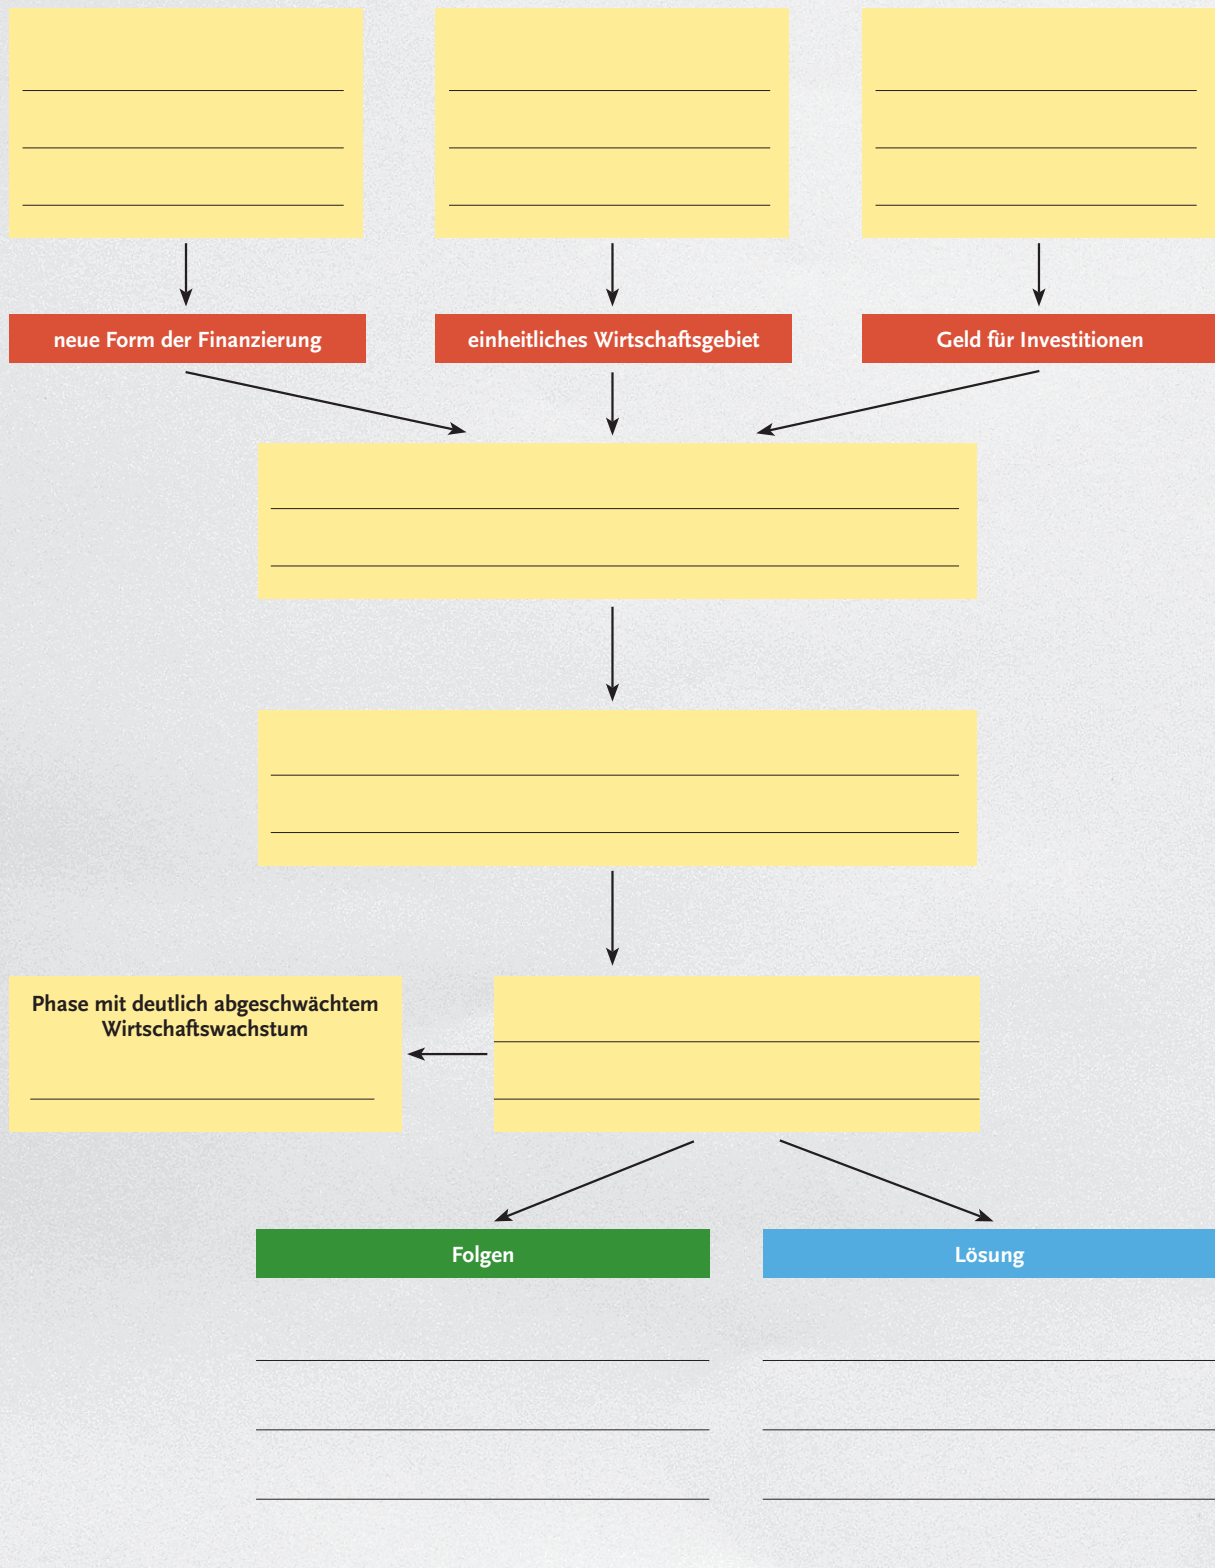 neue Form der Finanzierung
einheitliches Wirtschaftsgebiet
Geld für Investitionen
Phase mit deutlich abgeschwächtem
Wirtschaftswachstum
Folgen
Lösung